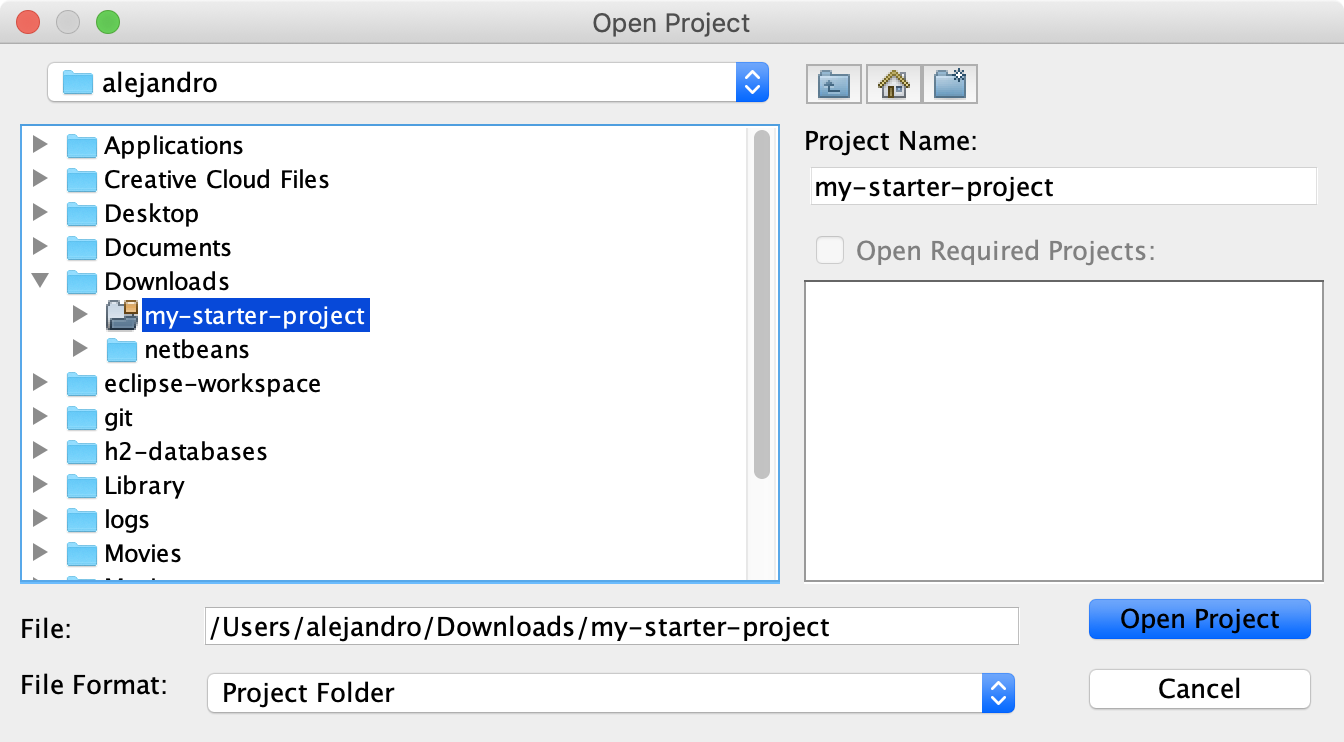 Open Project
alejandro
Applications
Creative Cloud Files
Desktop
Documents
Downloads
my-starter-project
netbeans
eclipse-workspace
git
h2-databases
Library
logs
Movies
Project Name:
my-starter-project
Open Required Projects:
File:
/Users/alejandro/Downloads/my-starter-project
File Format:
Project Folder
Open Project
Cancel